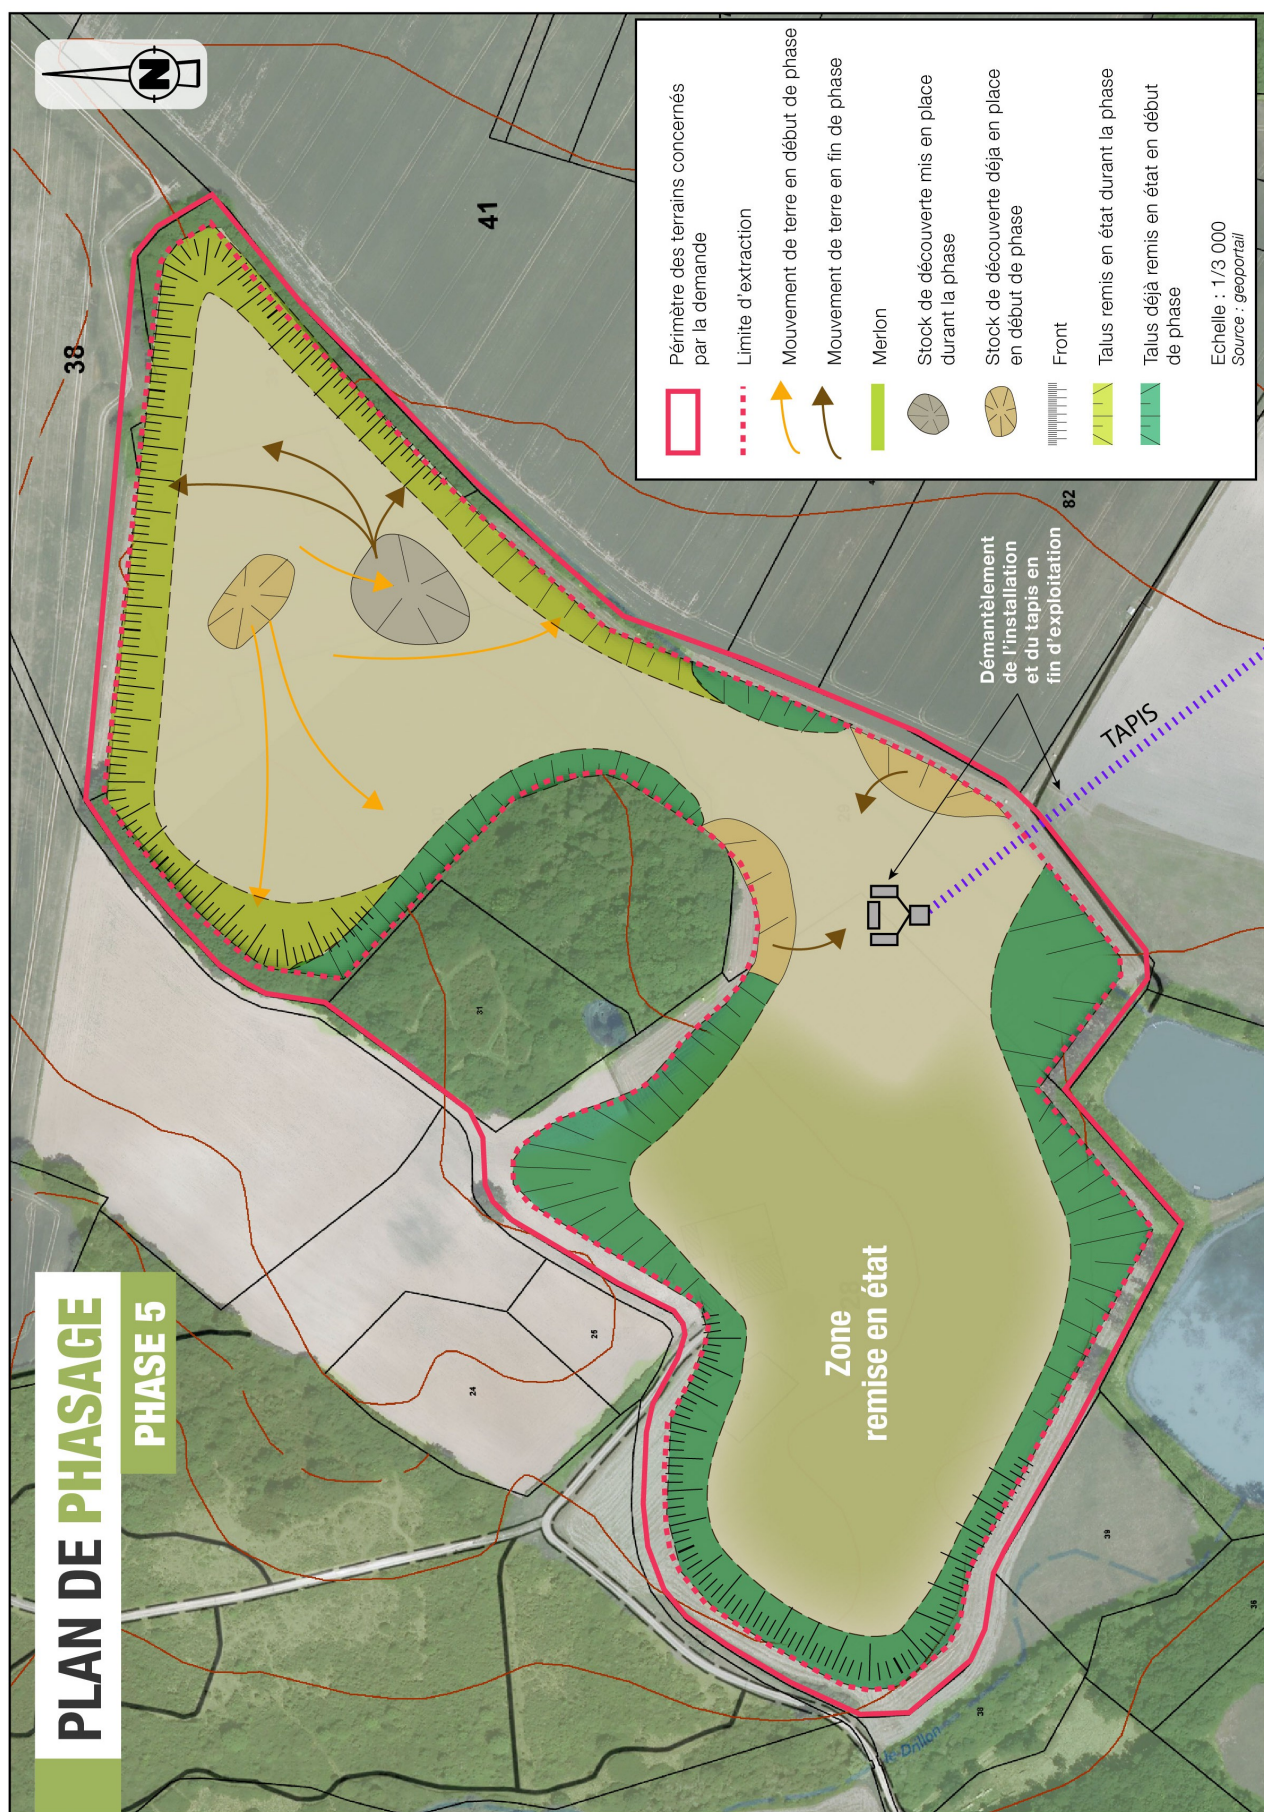 PLAN DE PHASAGE
PHASE 5
N
38
41
31
24
25
82
39
38
36
le Drillon
Zone
remise en état
Démantèlement
de l'installation
et du tapis en
fin d'exploitation
TAPIS
Périmètre des terrains concernés
par la demande
Limite d'extraction
Mouvement de terre en début de phase
Mouvement de terre en fin de phase
Merlon
Stock de découverte mis en place
durant la phase
Stock de découverte déja en place
en début de phase
Front
Talus remis en état durant la phase
Talus déjà remis en état en début
de phase
Echelle : 1/3 000
Source : geoportail